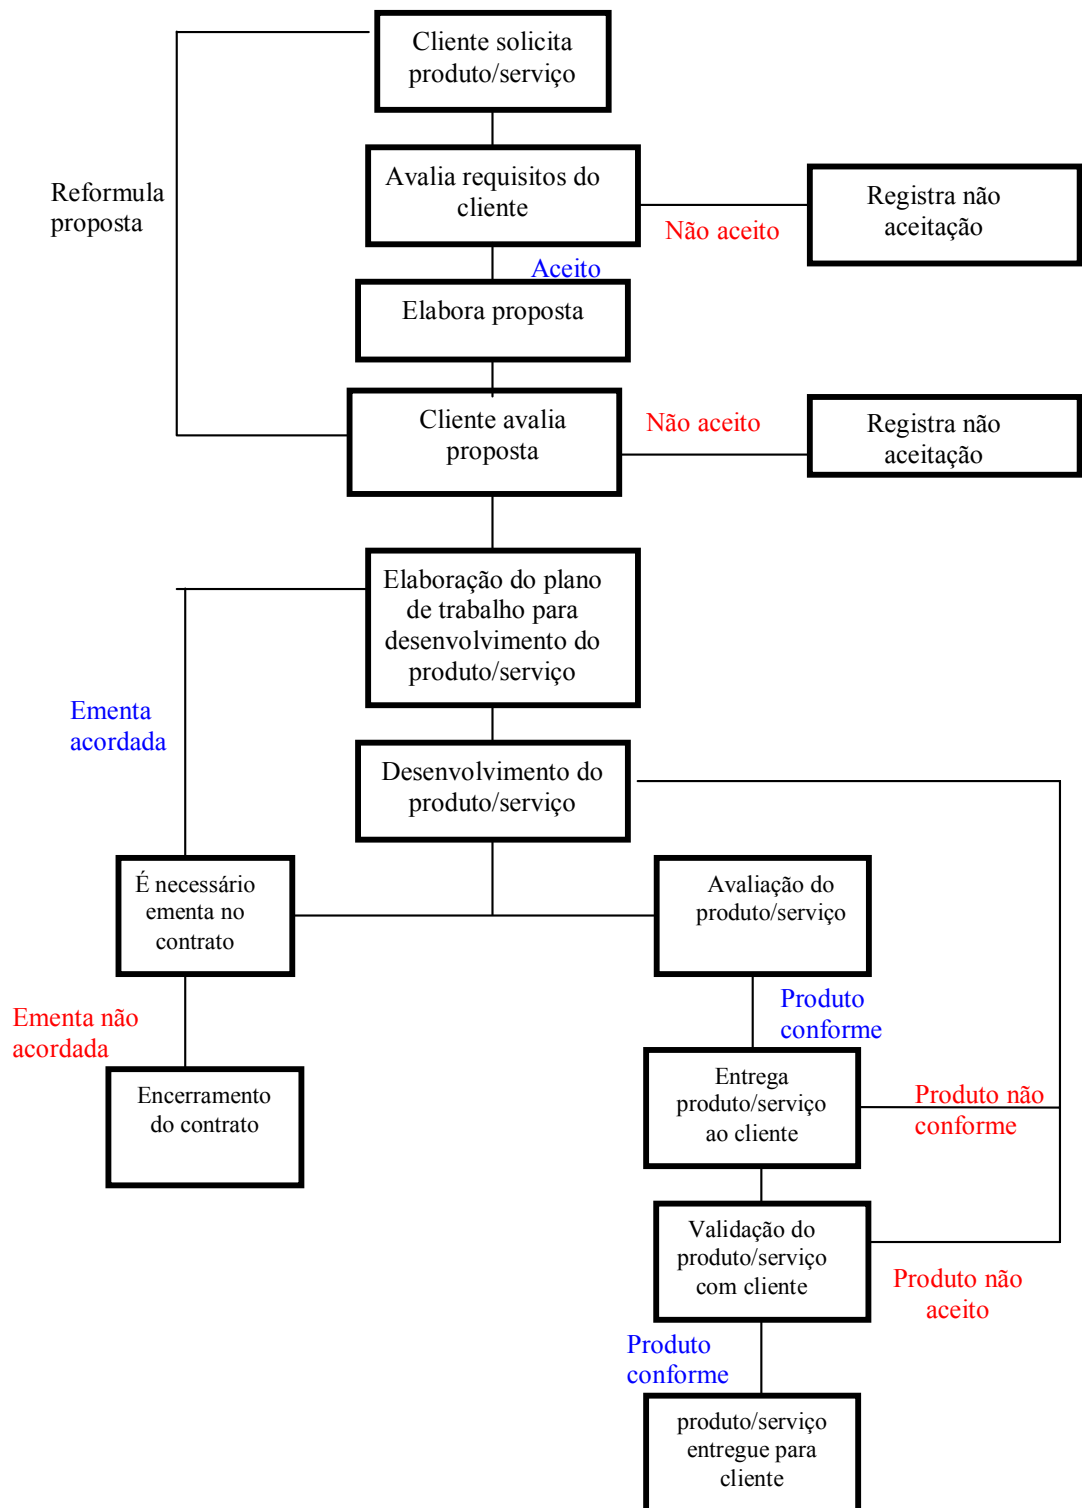 Cliente solicita
produto/serviço
Reformula
proposta
Avalia requisitos do
cliente
Não aceito
Registra não
aceitação
Aceito
Elabora proposta
Cliente avalia
proposta
Não aceito
Registra não
aceitação
Elaboração do plano
de trabalho para
desenvolvimento do
produto/serviço
Ementa
acordada
Desenvolvimento do
produto/serviço
É necessário
ementa no
contrato
Avaliação do
produto/serviço
Ementa não
acordada
Produto
conforme
Encerramento
do contrato
Entrega
produto/serviço
ao cliente
Produto não
conforme
Validação do
produto/serviço
com cliente
Produto não
aceito
Produto
conforme
produto/serviço
entregue para
cliente